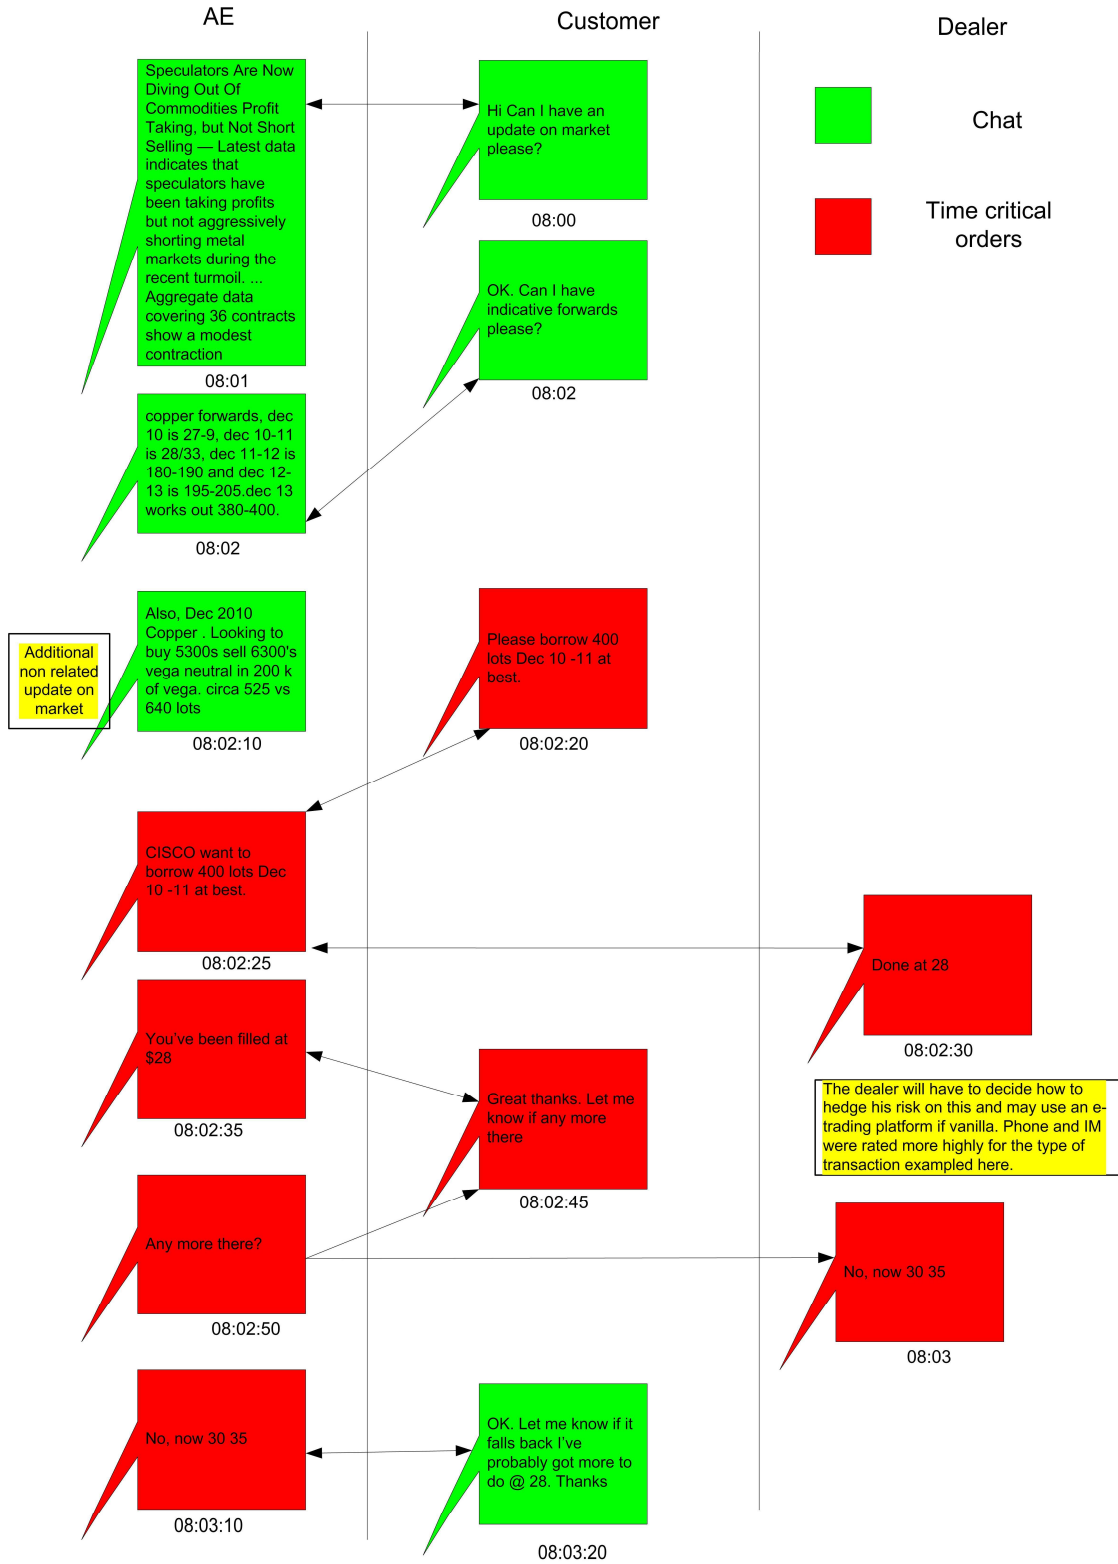 AE
Customer
Dealer
Speculators Are Now
Diving Out Of
Commodities Profit
Taking, but Not Short
Selling — Latest data
indicates that
speculators have
been taking profits
but not aggressively
shorting metal
markets during the
recent turmoil. ...
Aggregate data
covering 36 contracts
show a modest
contraction
08:01
Hi Can I have an
update on market
please?
08:00
Chat
Time critical
orders
OK. Can I have
indicative forwards
please?
08:02
copper forwards, dec
10 is 27-9, dec 10-11
is 28/33, dec 11-12 is
180-190 and dec 12-
13 is 195-205.dec 13
works out 380-400.
08:02
Additional
non related
update on
market
Also, Dec 2010
Copper . Looking to
buy 5300s sell 6300's
vega neutral in 200 k
of vega. circa 525 vs
640 lots
08:02:10
Please borrow 400
lots Dec 10 -11 at
best.
08:02:20
CISCO want to
borrow 400 lots Dec
10 -11 at best.
08:02:25
Done at 28
08:02:30
You've been filled at
$28
08:02:35
Great thanks. Let me
know if any more
there
08:02:45
The dealer will have to decide how to
hedge his risk on this and may use an e-
trading platform if vanilla. Phone and IM
were rated more highly for the type of
transaction exampled here.
Any more there?
08:02:50
No, now 30 35
08:03
No, now 30 35
08:03:10
OK. Let me know if it
falls back I've
probably got more to
do @ 28. Thanks
08:03:20